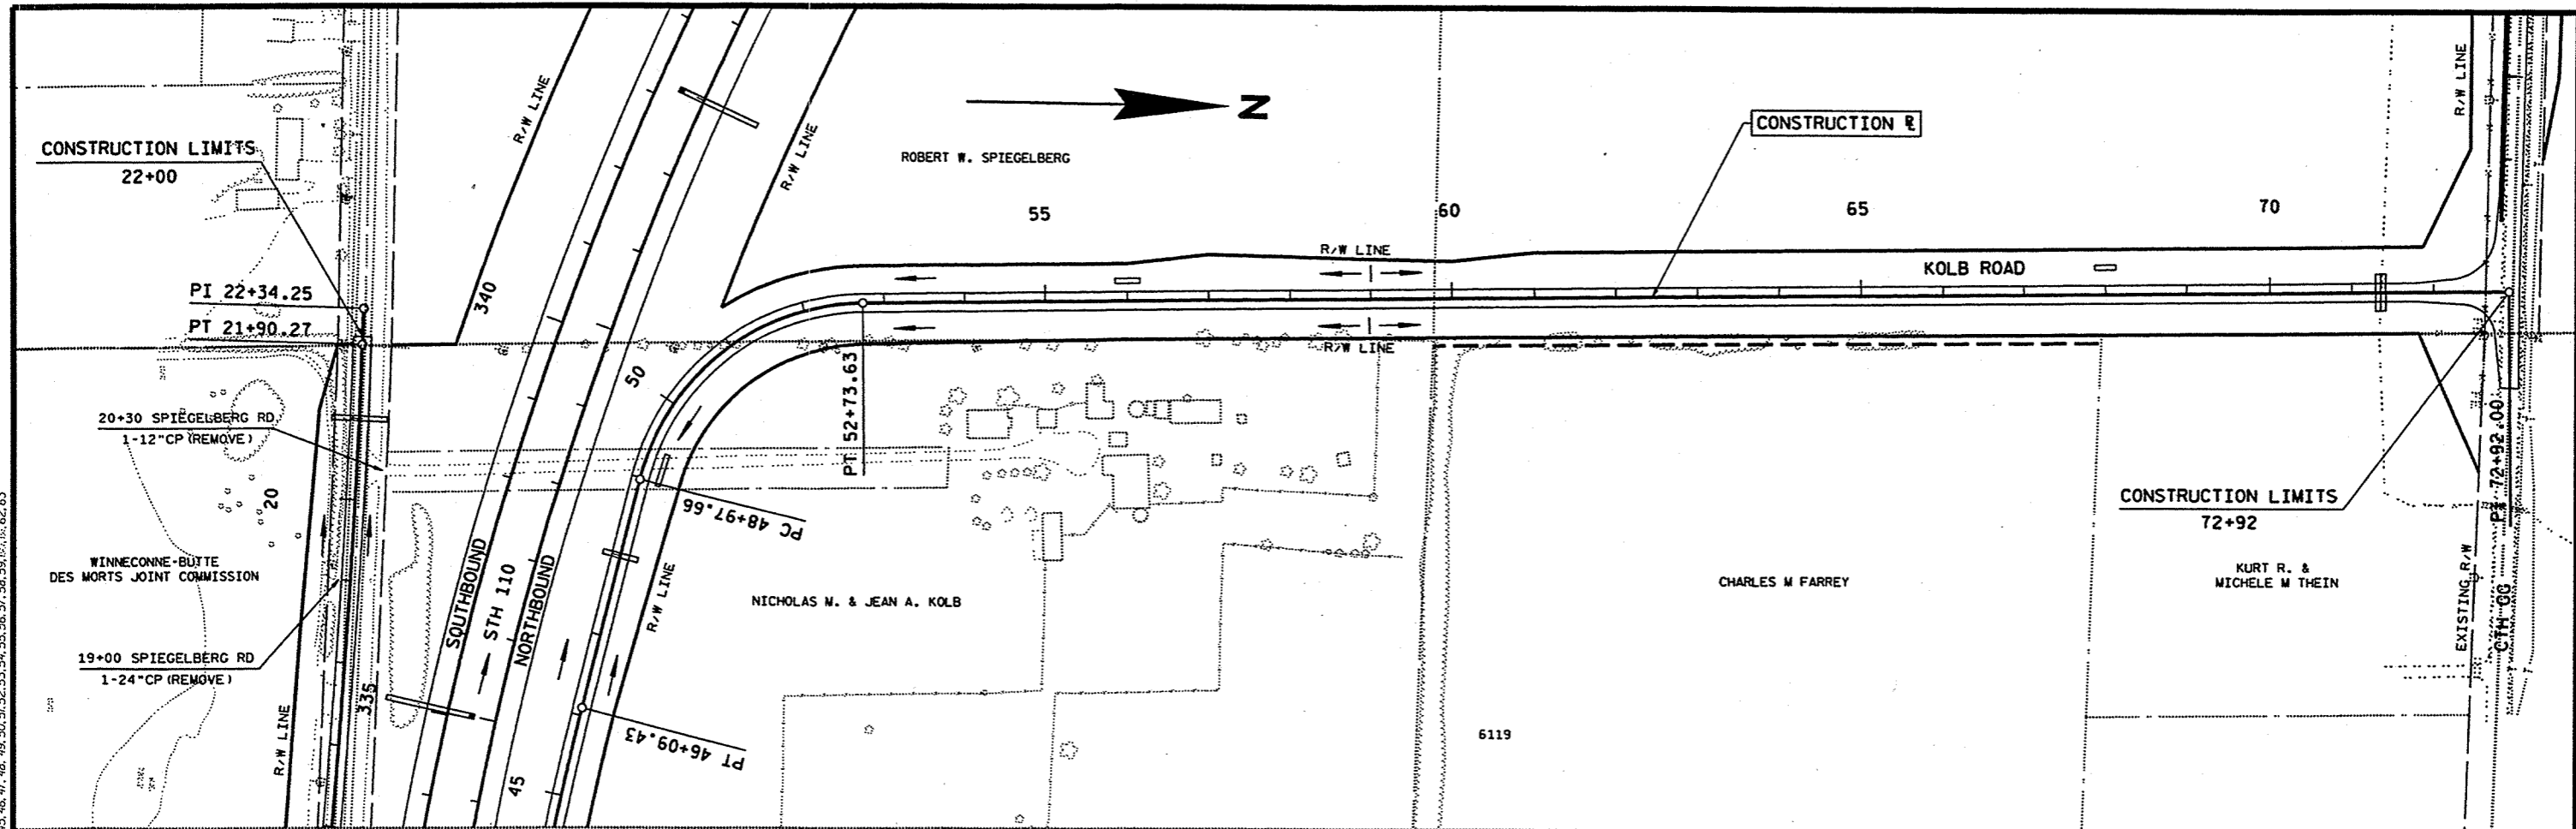 CONSTRUCTION LIMITS
22+00
R/W LINE
R/W LINE
N
ROBERT W. SPIEGELBERG
CONSTRUCTION ℞
R/W LINE
55
60
65
70
R/W LINE
KOLB ROAD
PI 22+34.25
PT 21+90.27
340
50
R/W LINE
PT 52+73.63
20+30 SPIEGELBERG RD
1-12"CP (REMOVE)
20
PC 48+97.66
CONSTRUCTION LIMITS
72+92
PI 72+92.00
WINNECONNE-BUTTE
DES MORTS JOINT COMMISSION
SOUTHBOUND
STH 110
NORTHBOUND
R/W LINE
NICHOLAS M. & JEAN A. KOLB
CHARLES M FARREY
KURT R. &
MICHELE M THEIN
EXISTING R/W
CTH GG
19+00 SPIEGELBERG RD
1-24"CP (REMOVE)
335
R/W LINE
PT 46+09.43
45
6119